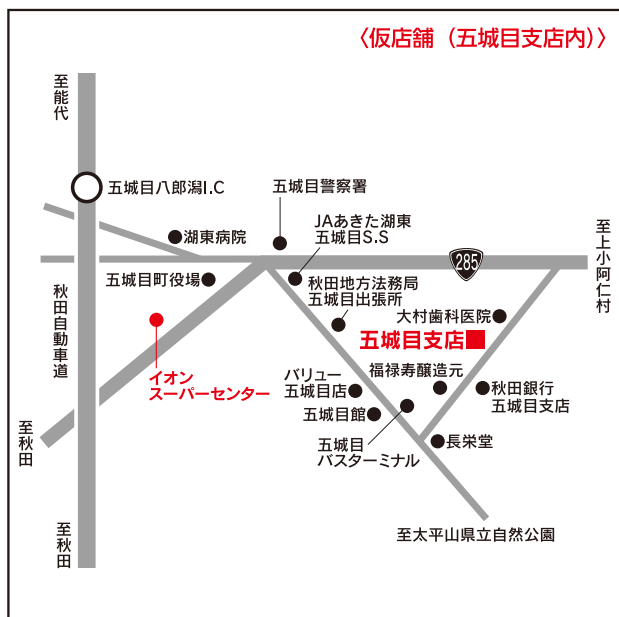 〈仮店舗（五城目支店内）〉
至能代
五城目八郎潟I.C
五城目警察署
湖東病院
JAあきた湖東
五城目S.S
至上小阿仁村
285
五城目町役場
秋田地方法務局
五城目出張所
大村歯科医院
秋田自動車道
五城目支店
イオン
スーパーセンター
バリュー
五城目店
福禄寿醸造元
秋田銀行
五城目支店
五城目館
五城目
バスターミナル
長栄堂
至秋田
至秋田
至太平山県立自然公園